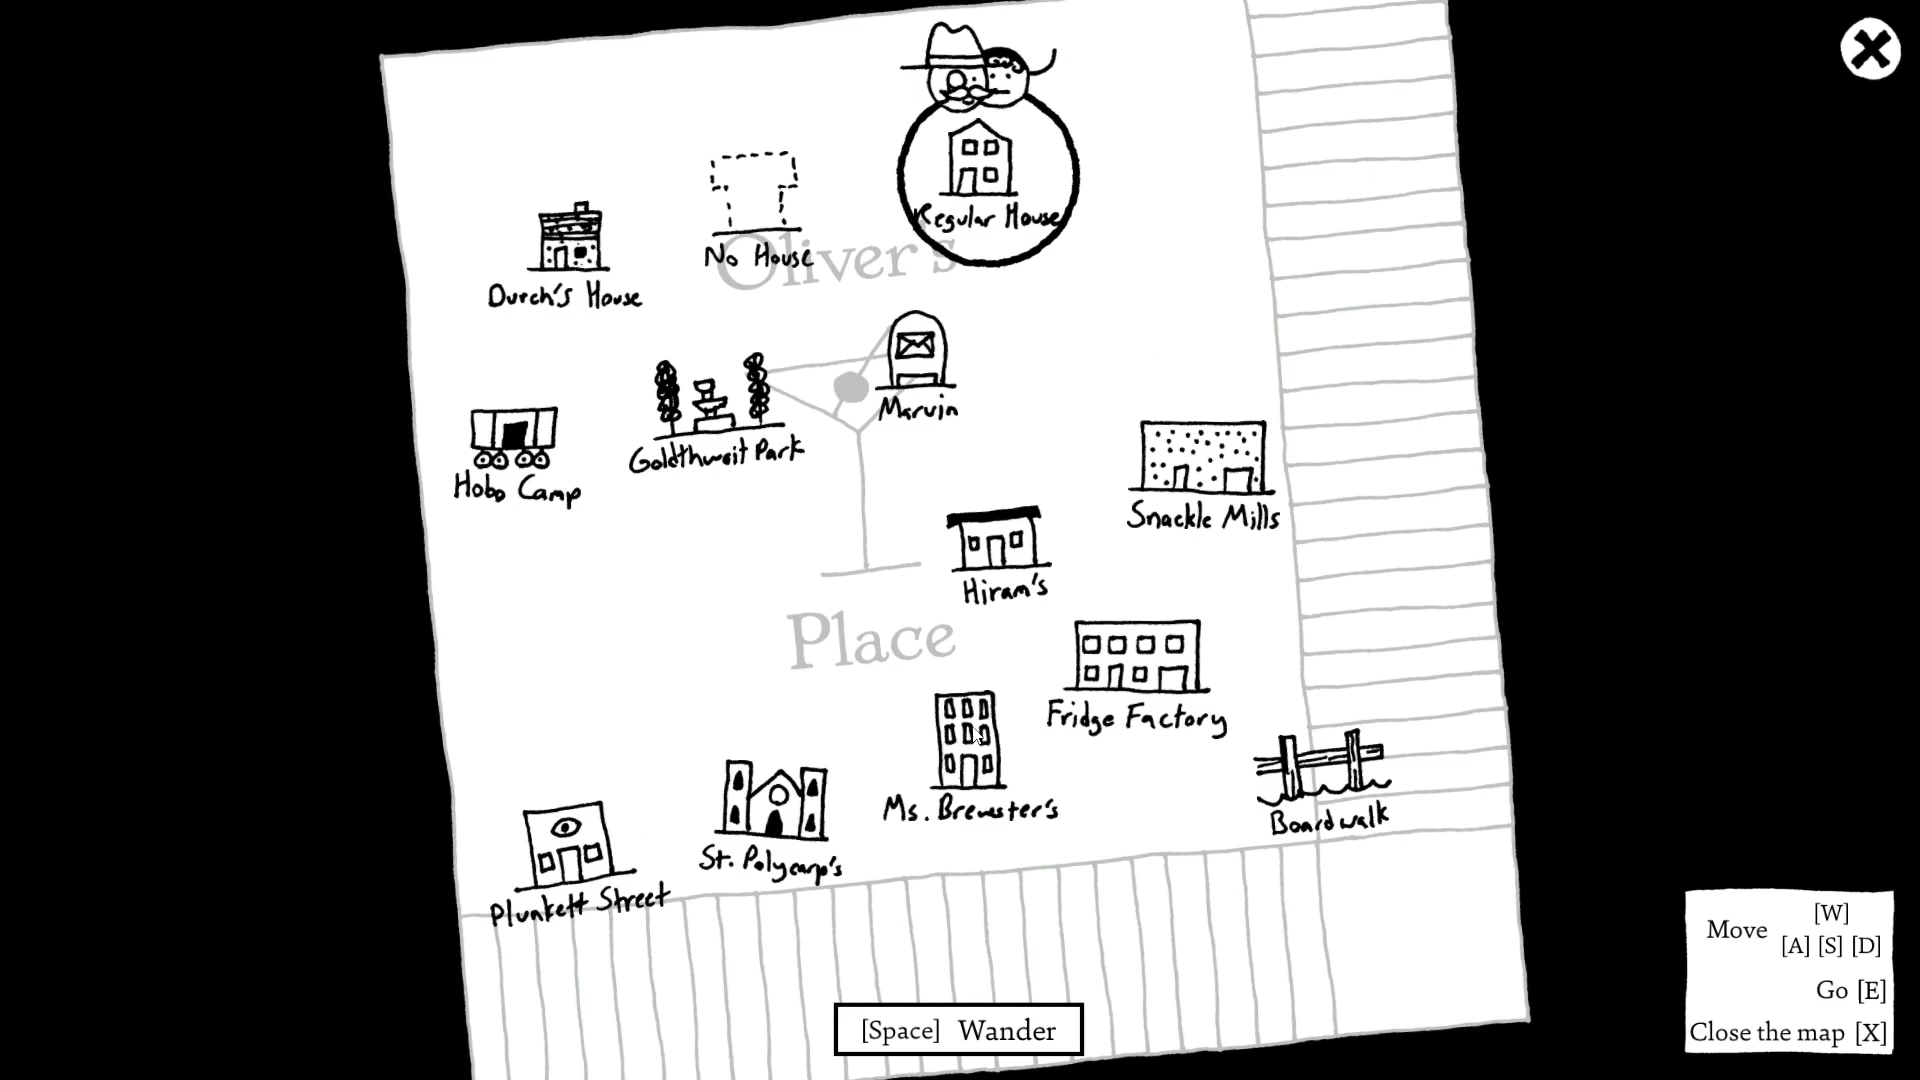 Regular House
No House
Oliver's
Durch's House
Marvin
Goldthwait Park
Hobo Camp
Snackle Mills
Hiram's
Place
Fridge Factory
Ms. Brewster's
Boardwalk
St. Polycarp's
Plunkett Street
Move [W]
[A] [S] [D]
Go [E]
Close the map [X]
[Space] Wander